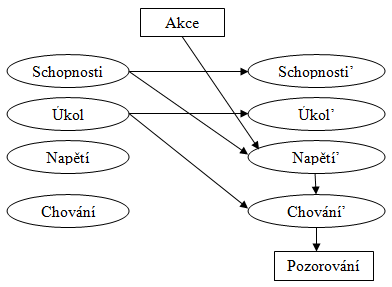 Akce
Schopnosti
Schopnosti’
Úkol
Úkol’
Napětí
Napětí’
Chování
Chování’
Pozorování